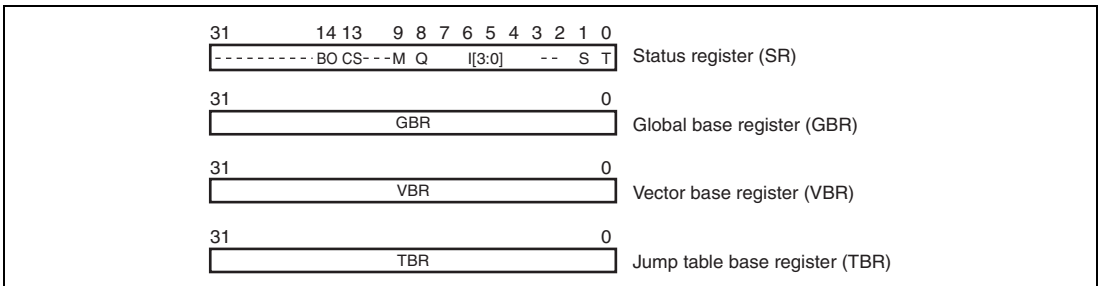 31 14 13 9 8 7 6 5 4 3 2 1 0
---------- BO CS---M Q I[3:0] -- S T Status register (SR)
31 0
GBR Global base register (GBR)
31 0
VBR Vector base register (VBR)
31 0
TBR Jump table base register (TBR)